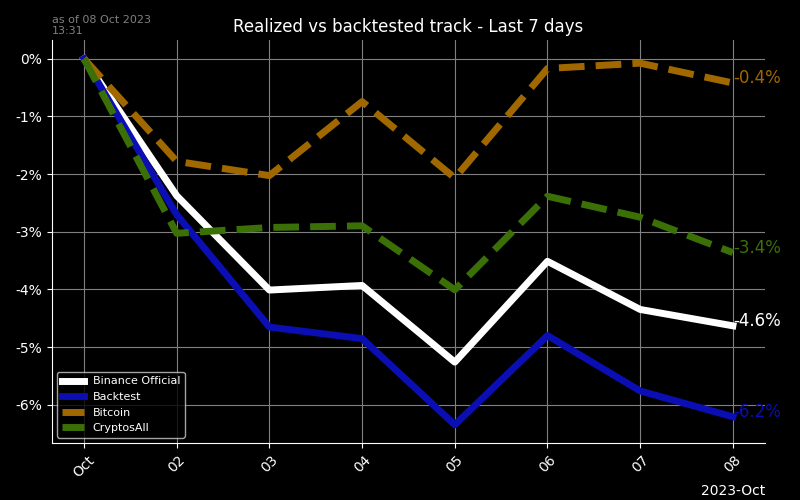 as of 08 Oct 2023
13:31
Realized vs backtested track - Last 7 days
0%
-1%
-2%
-3%
-4%
-5%
-6%
-0.4%
-3.4%
-4.6%
-6.2%
Binance Official
Backtest
Bitcoin
CryptosAll
Oct
02
03
04
05
06
07
08
2023-Oct